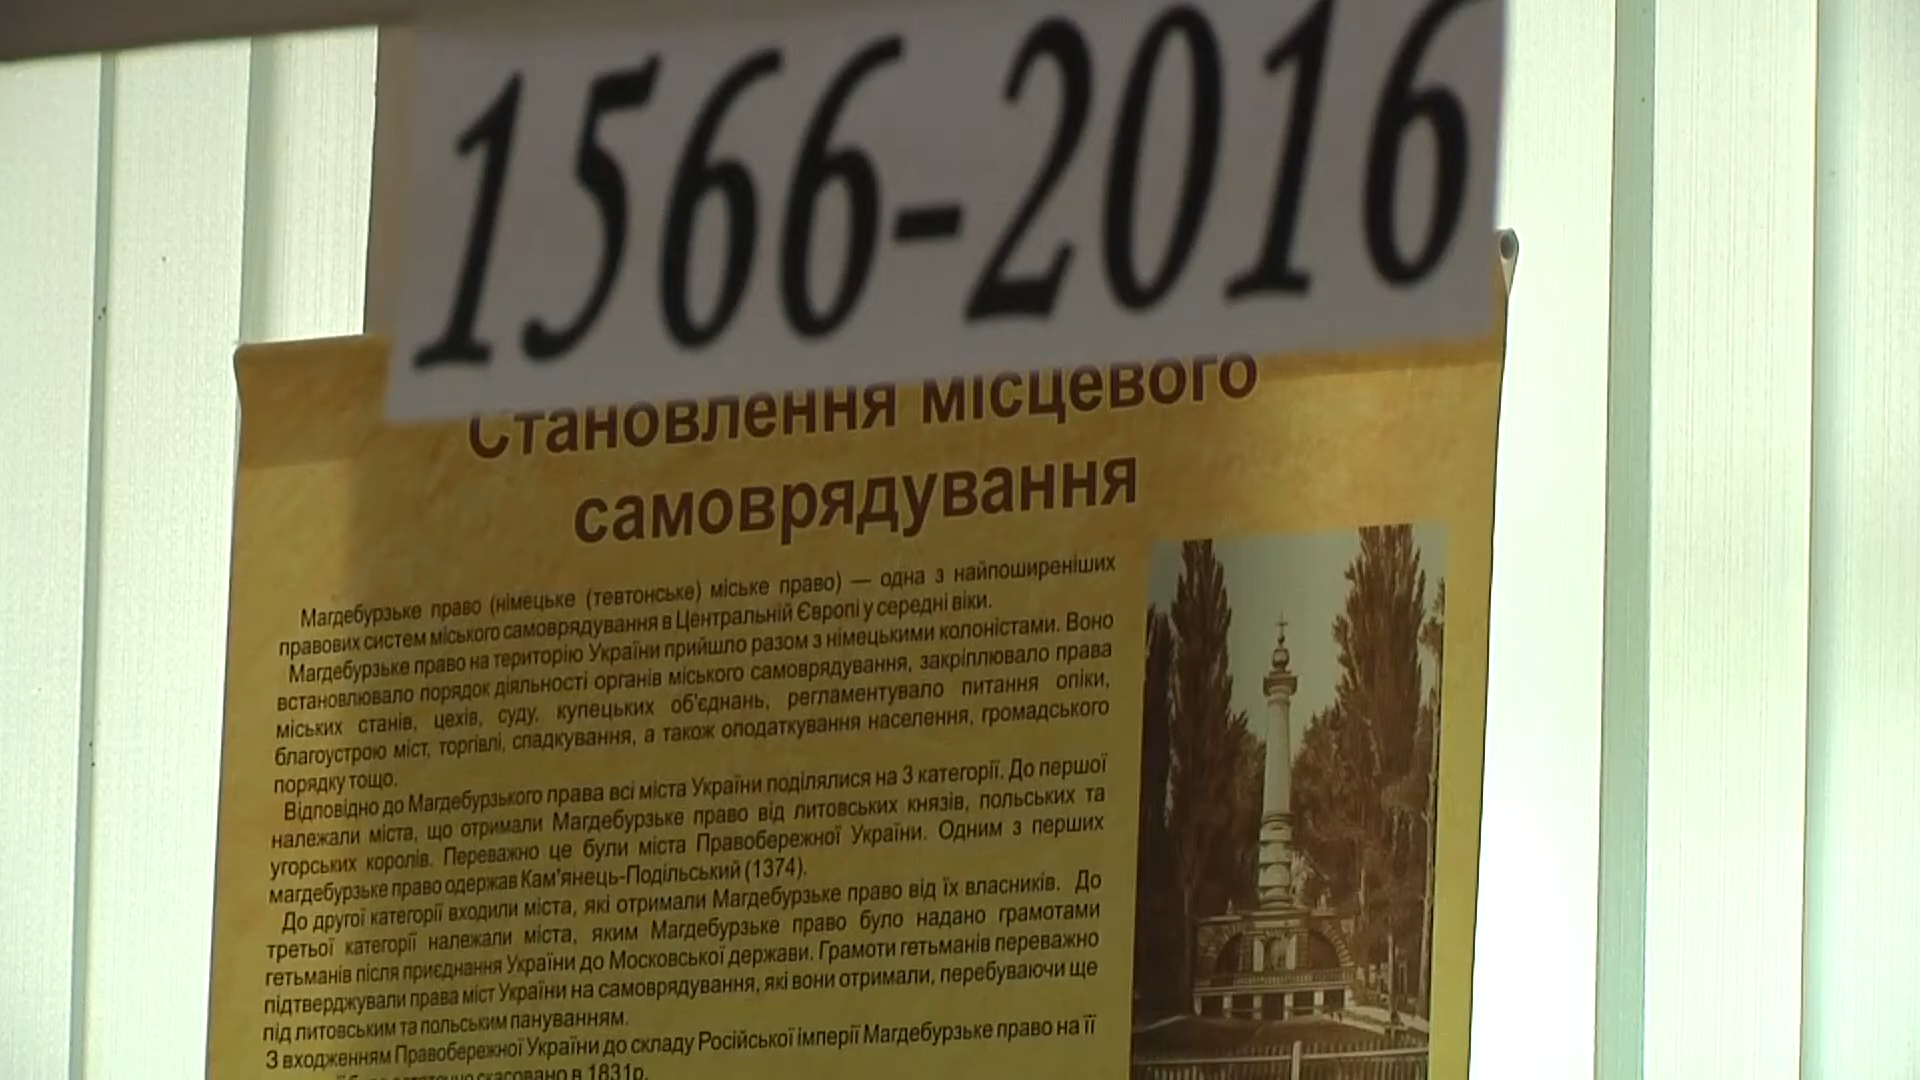 1566-2016
Становлення місцевого
самоврядування
Магдебурзьке право (німецьке (тевтонське) міське право) — одна з найпоширеніших
правових систем міського самоврядування в Центральній Європі у середні віки.
Магдебурзьке право на територію України прийшло разом з німецькими колоністами. Воно
встановлювало порядок діяльності органів міського самоврядування, закріплювало права
міських станів, цехів, суду, купецьких об'єднань, регламентувало питання опіки,
благоустрою міст, торгівлі, спадкування, а також оподаткування населення, громадського
порядку тощо.
Відповідно до Магдебурзького права всі міста України поділялися на 3 категорії. До першої
належали міста, що отримали Магдебурзьке право від литовських князів, польських та
угорських королів. Переважно це були міста Правобережної України. Одним з перших
магдебурзьке право одержав Кам'янець-Подільський (1374).
До другої категорії входили міста, які отримали Магдебурзьке право від їх власників. До
третьої категорії належали міста, яким Магдебурзьке право було надано грамотами
гетьманів після приєднання України до Московської держави. Грамоти гетьманів переважно
підтверджували права міст України на самоврядування, які вони отримали, перебуваючи ще
під литовським та польським пануванням.
З входженням Правобережної України до складу Російської імперії Магдебурзьке право на її
скасовано в 1831р.